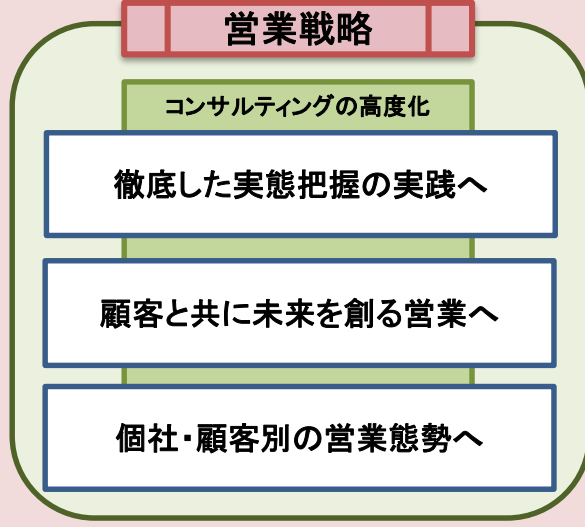 営業戦略
コンサルティングの高度化
徹底した実態把握の実践へ
顧客と共に未来を創る営業へ
個社・顧客別の営業態勢へ